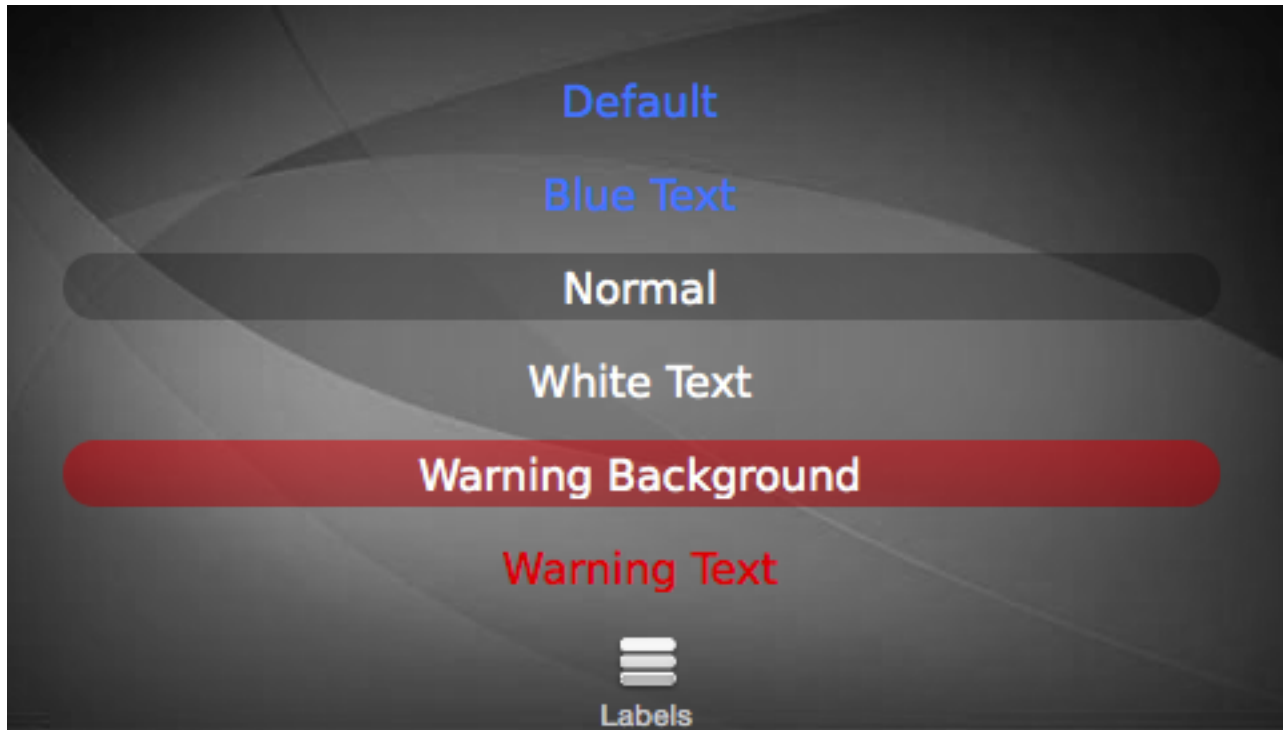 Default
Blue Text
Normal
White Text
Warning Background
Warning Text
Labels